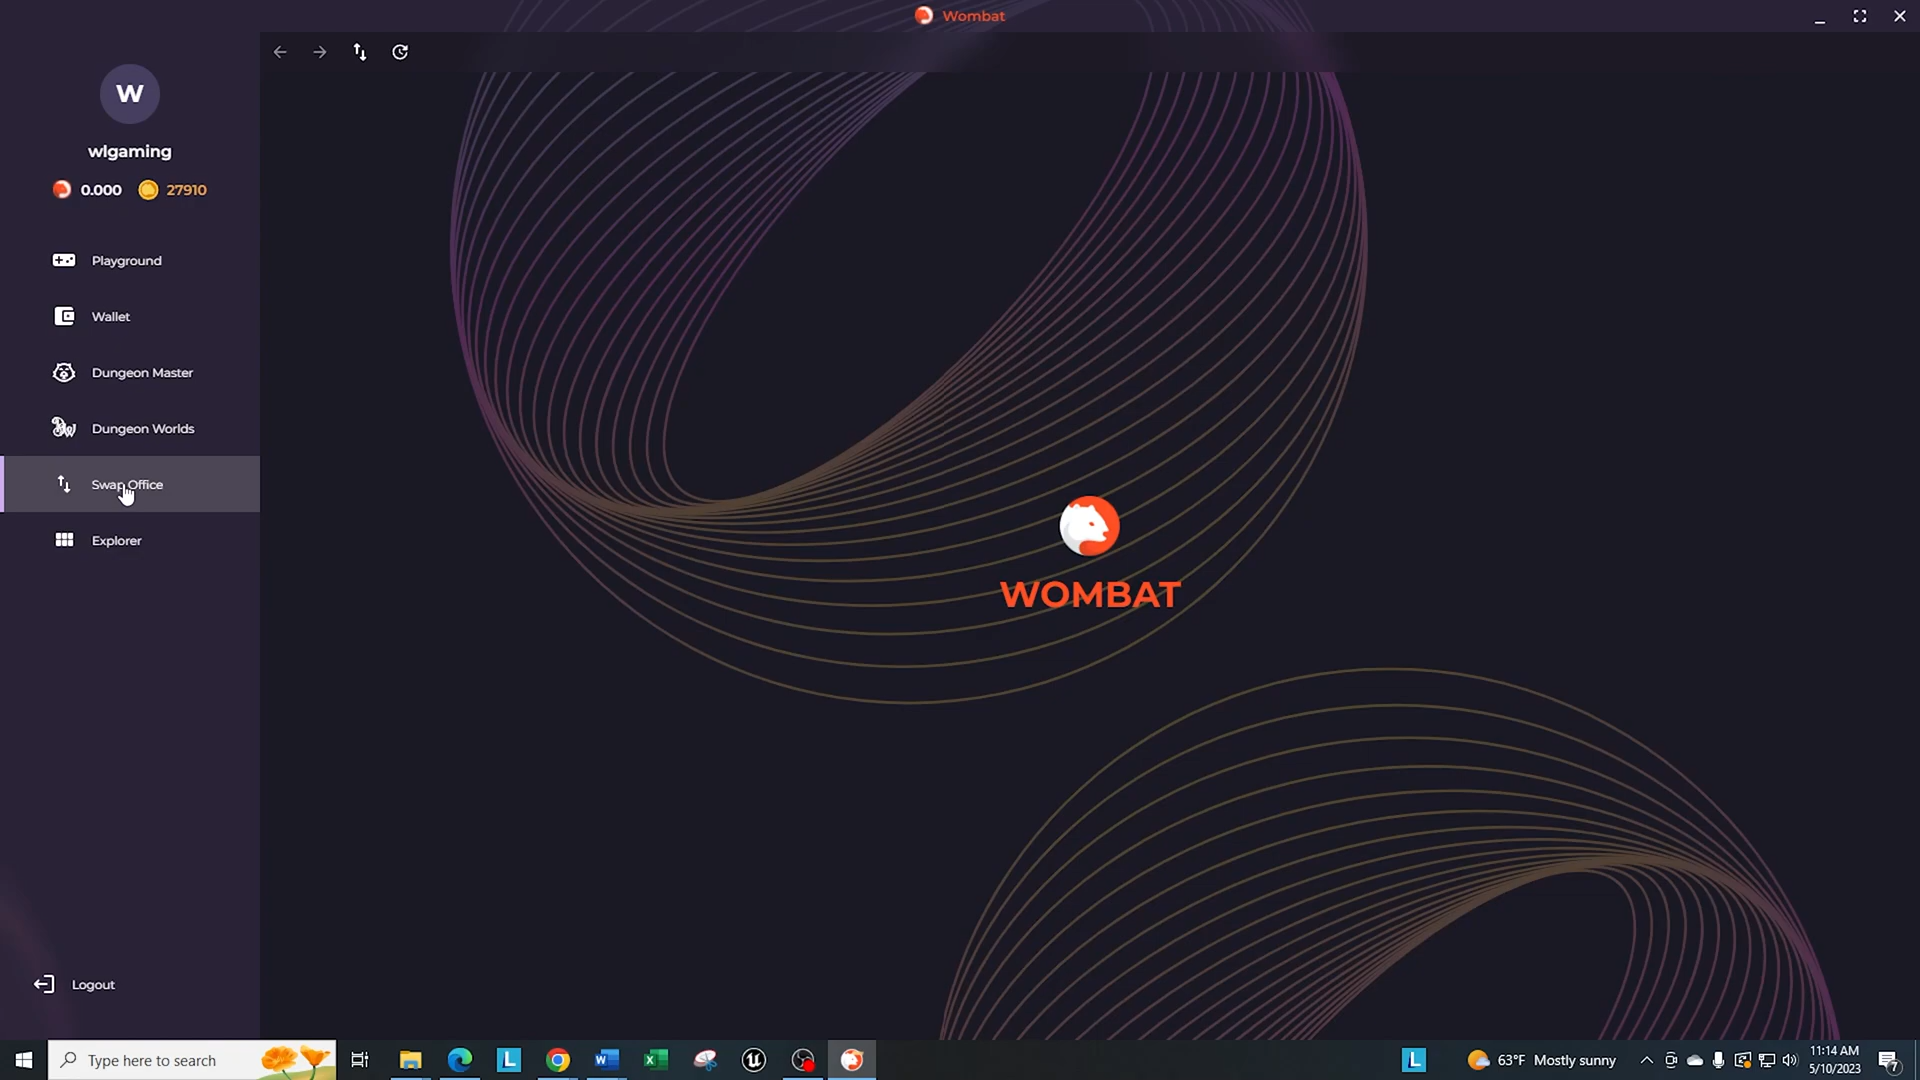 Wombat
W
wlgaming
0.000 27910
Playground
Wallet
Dungeon Master
Dungeon Worlds
Swap Office
Explorer
WOMBAT
Logout
Type here to search
L
W
X
L
63°F Mostly sunny
11:14 AM
5/10/2023
7